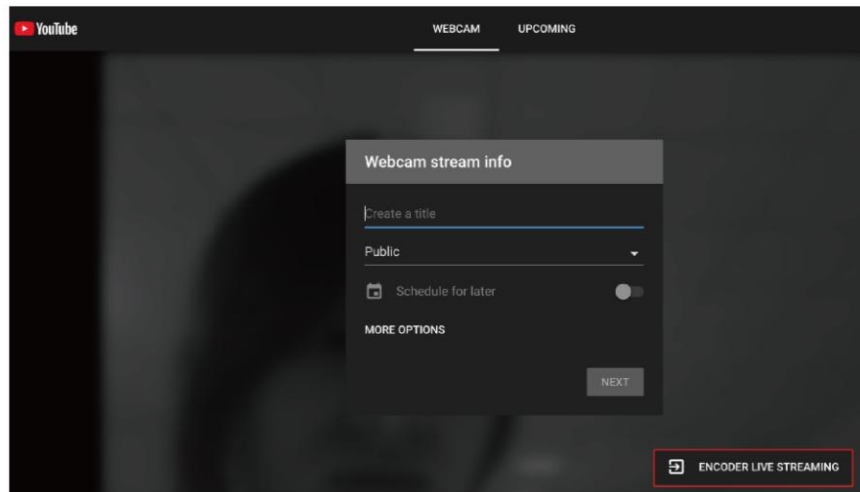 YouTube
WEBCAM
UPCOMING
Webcam stream info
Create a title
Public
Schedule for later
MORE OPTIONS
NEXT
ENCODER LIVE STREAMING